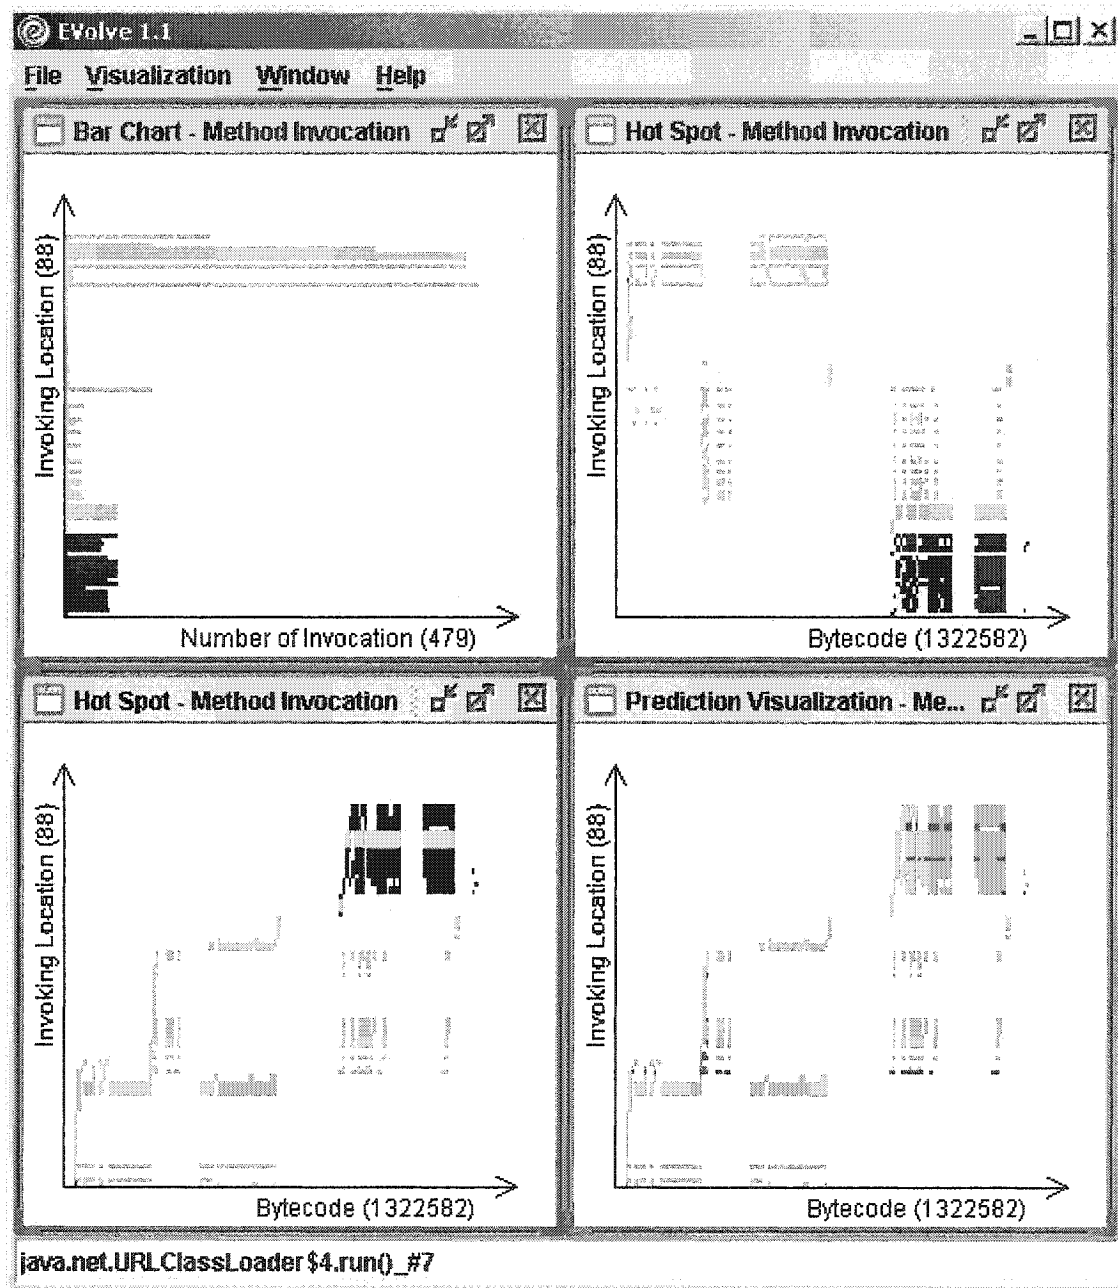 EVolve 1.1
File Visualization Window Help
Bar Chart - Method Invocation
Invoking Location (88)
Number of Invocation (479)
Hot Spot - Method Invocation
Invoking Location (88)
Bytecode (1322582)
Hot Spot - Method Invocation
Invoking Location (88)
Bytecode (1322582)
Prediction Visualization - Me...
Invoking Location (88)
Bytecode (1322582)
java.net.URLClassLoader$4.run()_#7